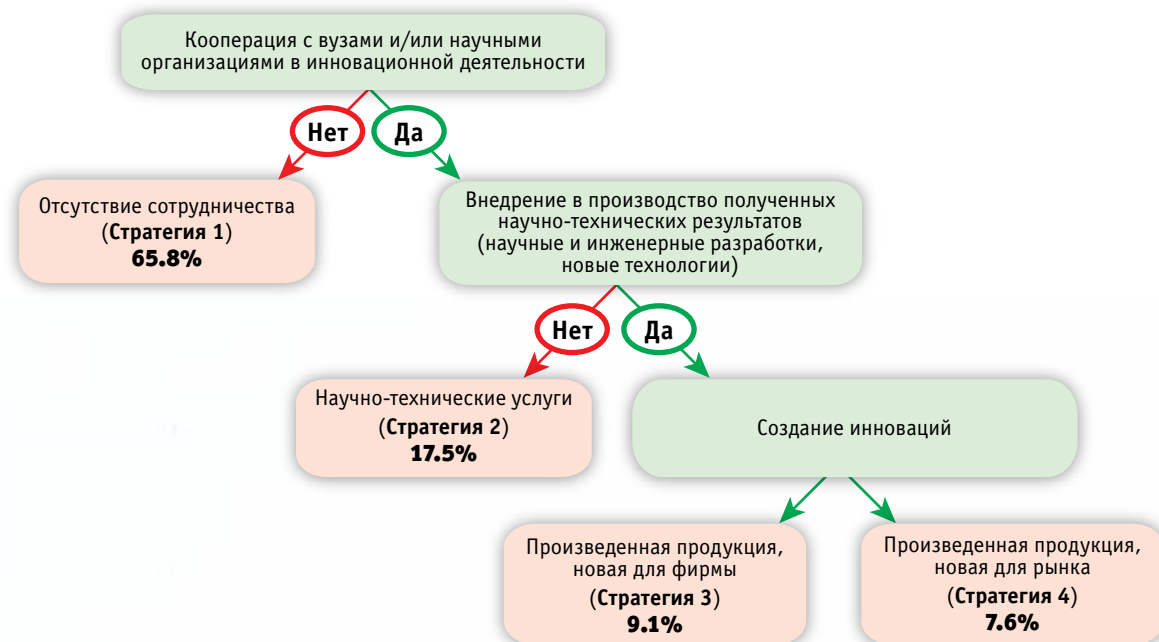 Кооперация с вузами и/или научными
организациями в инновационной деятельности
Нет
Да
Отсутствие сотрудничества
(Стратегия 1)
65.8%
Внедрение в производство полученных
научно-технических результатов
(научные и инженерные разработки,
новые технологии)
Нет
Да
Научно-технические услуги
(Стратегия 2)
17.5%
Создание инноваций
Произведенная продукция,
новая для фирмы
(Стратегия 3)
9.1%
Произведенная продукция,
новая для рынка
(Стратегия 4)
7.6%